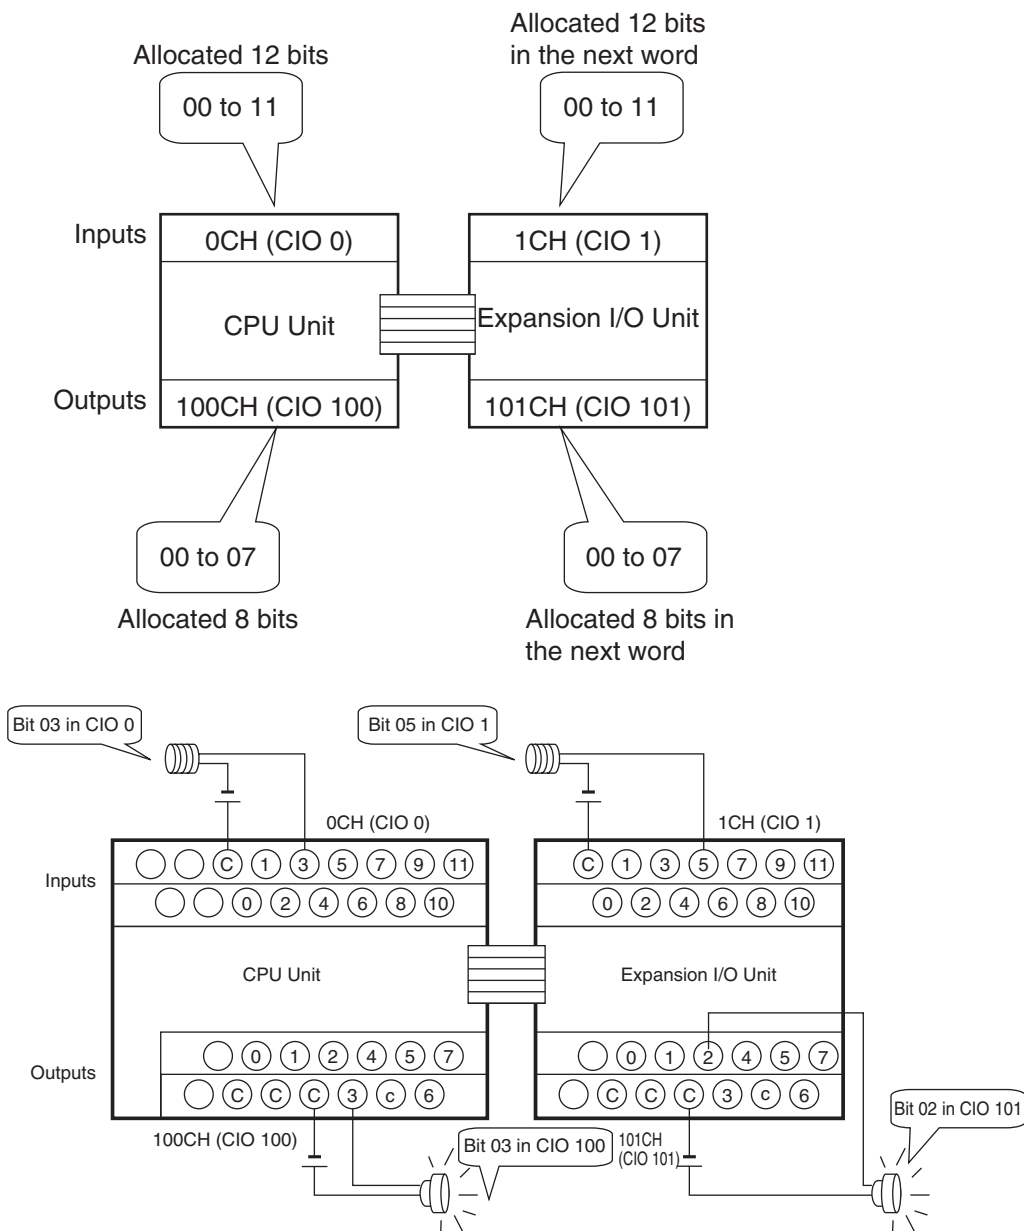 Allocated 12 bits
Allocated 12 bits
in the next word
00 to 11
00 to 11
Inputs
0CH (CIO 0)
1CH (CIO 1)
CPU Unit
Expansion I/O Unit
Outputs
100CH (CIO 100)
101CH (CIO 101)
00 to 07
00 to 07
Allocated 8 bits
Allocated 8 bits in
the next word
Bit 03 in CIO 0
Bit 05 in CIO 1
0CH (CIO 0)
1CH (CIO 1)
Inputs
C 1 3 5 7 9 11
C 1 3 5 7 9 11
0 2 4 6 8 10
0 2 4 6 8 10
CPU Unit
Expansion I/O Unit
Outputs
0 1 2 4 5 7
0 1 2 4 5 7
C C C 3 c 6
C C C 3 c 6
100CH (CIO 100)
Bit 03 in CIO 100
101CH
(CIO 101)
Bit 02 in CIO 101